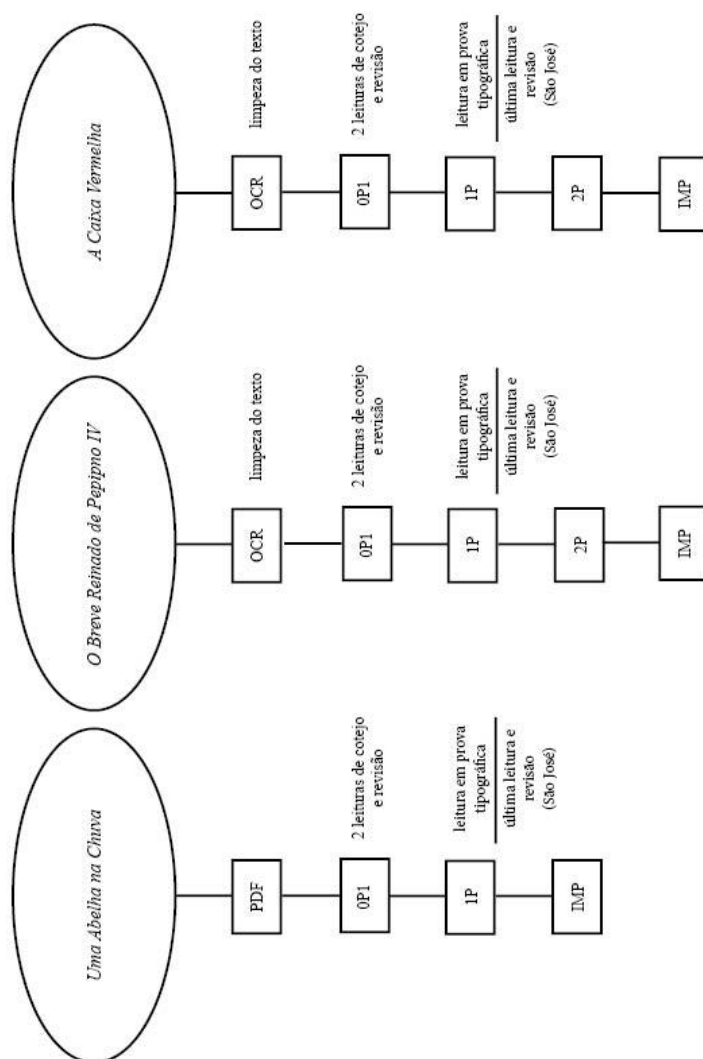 Uma Abelha na Chuva
PDF
0P1
2 leituras de cotejo
e revisão
1P
leitura em prova
tipográfica
última leitura e
revisão
(São José)
IMP
O Breve Reinado de Pepipno IV
OCR
limpeza do texto
0P1
2 leituras de cotejo
e revisão
1P
leitura em prova
tipográfica
última leitura e
revisão
(São José)
2P
IMP
A Caixa Vermelha
OCR
limpeza do texto
0P1
2 leituras de cotejo
e revisão
1P
leitura em prova
tipográfica
última leitura e
revisão
(São José)
2P
IMP